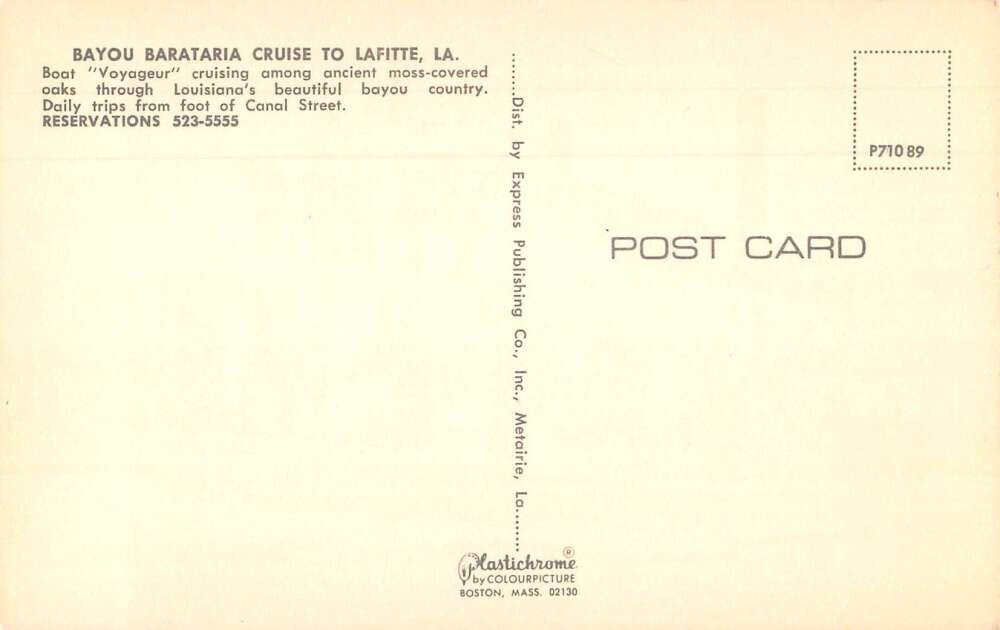 BAYOU BARATARIA CRUISE TO LAFITTE, LA.
Boat "Voyageur" cruising among ancient moss-covered
oaks through Louisiana's beautiful bayou country.
Daily trips from foot of Canal Street.
RESERVATIONS 523-5555
Dist. by Express Publishing Co., Inc., Metairie, La.
P71089
POST CARD
Plastichrome®
by COLOURPICTURE
BOSTON, MASS. 02130